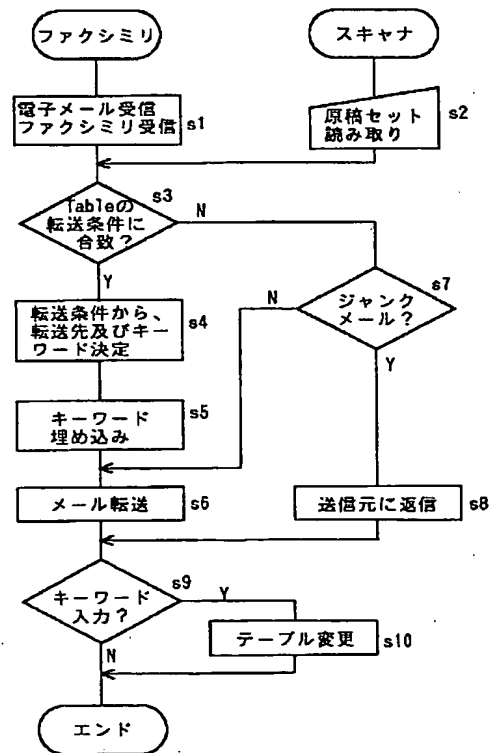 ファクシミリ
スキャナ
電子メール受信
ファクシミリ受信
s1
原稿セット
読み取り
s2
Tableの
転送条件に
合致？
s3
N
Y
転送条件から、
転送先及びキー
ワード決定
s4
ジャンク
メール？
s7
N
Y
キーワード
埋め込み
s5
メール転送
s6
送信元に返信
s8
キーワード
入力？
s9
Y
N
テーブル変更
s10
エンド